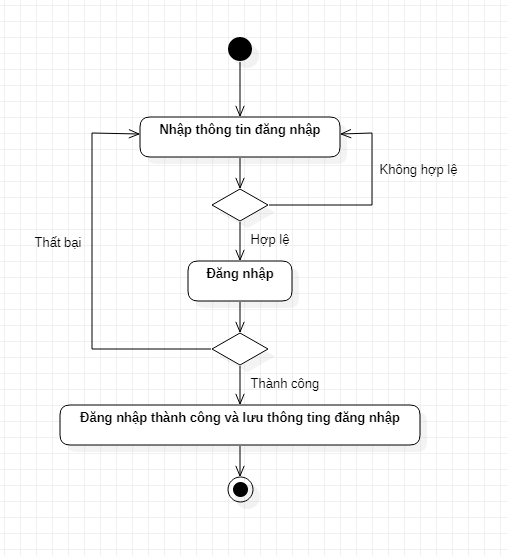 Nhập thông tin đăng nhập
Không hợp lệ
Hợp lệ
Thất bại
Đăng nhập
Thành công
Đăng nhập thành công và lưu thông ting đăng nhập